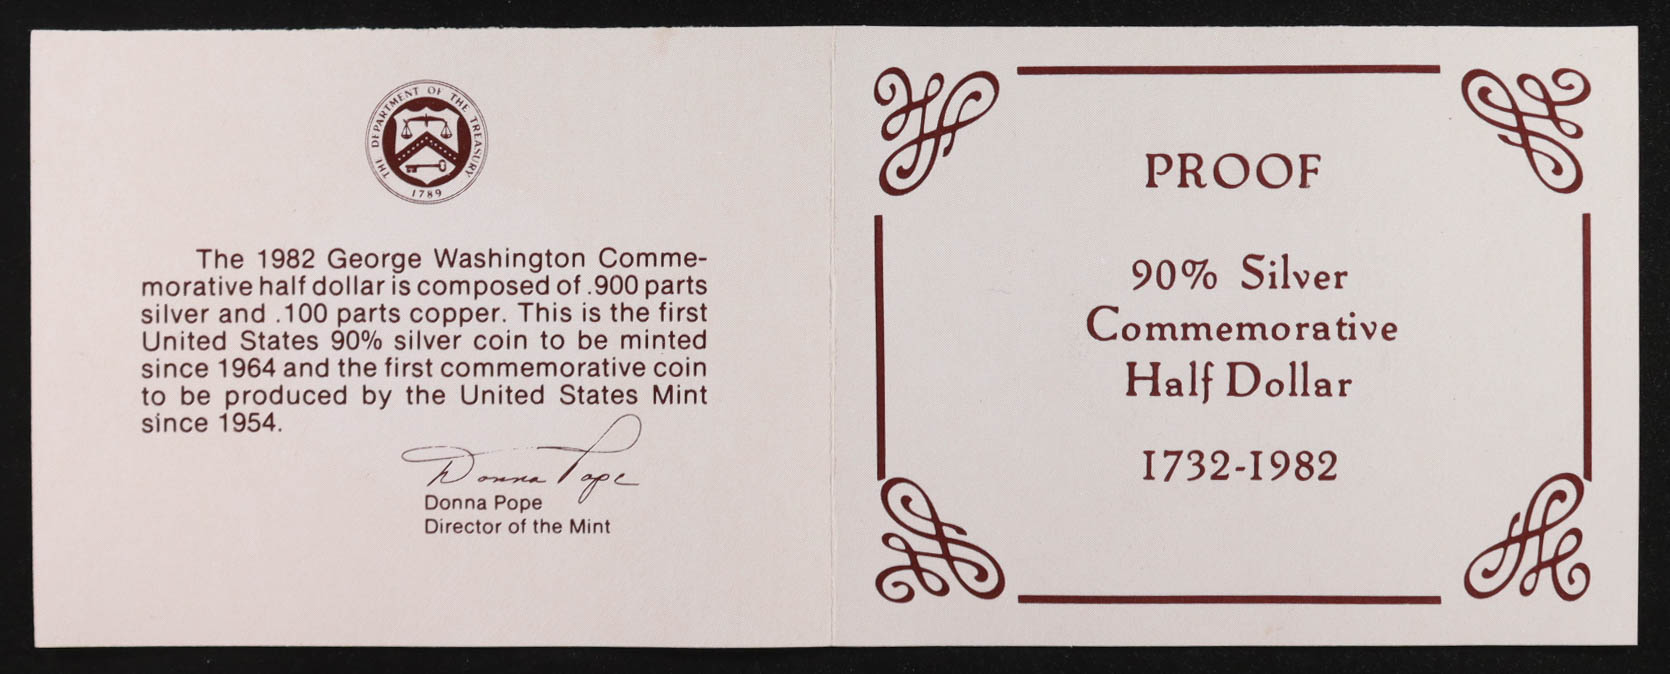 THE DEPARTMENT OF THE TREASURY
1789
The 1982 George Washington Comme-
morative half dollar is composed of .900 parts
silver and .100 parts copper. This is the first
United States 90% silver coin to be minted
since 1964 and the first commemorative coin
to be produced by the United States Mint
since 1954.
Donna Pope
Donna Pope
Director of the Mint
PROOF
90% Silver
Commemorative
Half Dollar
1732-1982